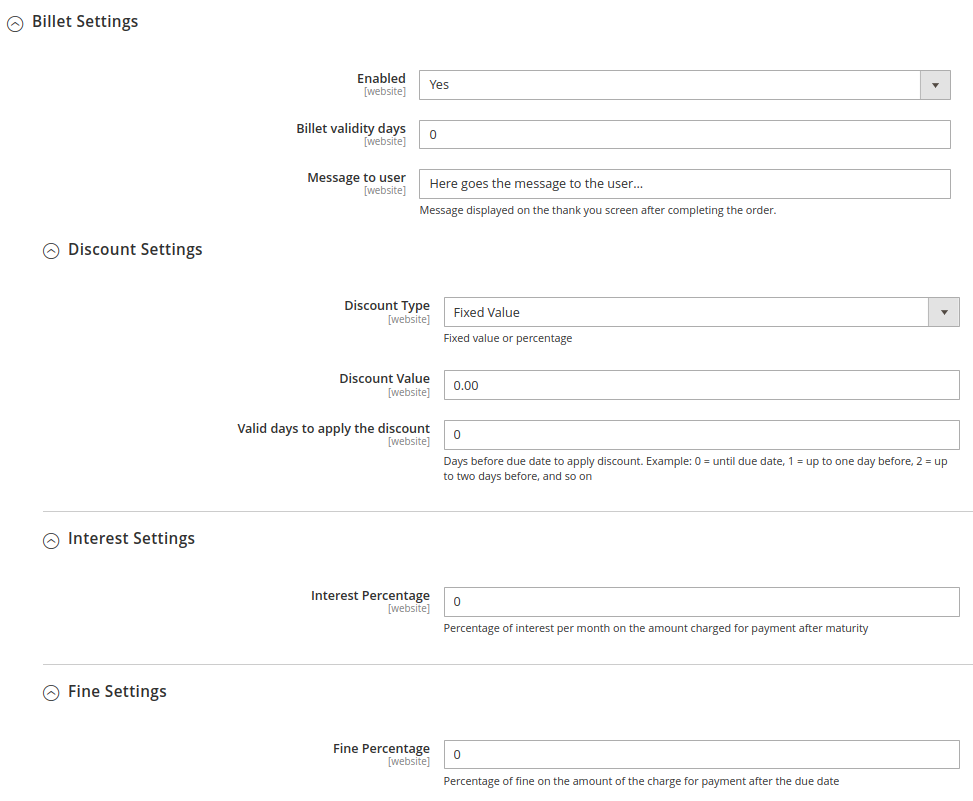 Billet Settings
Enabled
[website]
Yes
Billet validity days
[website]
0
Message to user
[website]
Here goes the message to the user...
Message displayed on the thank you screen after completing the order.
Discount Settings
Discount Type
[website]
Fixed Value
Fixed value or percentage
Discount Value
[website]
0.00
Valid days to apply the discount
[website]
0
Days before due date to apply discount. Example: 0 = until due date, 1 = up to one day before, 2 = up
to two days before, and so on
Interest Settings
Interest Percentage
[website]
0
Percentage of interest per month on the amount charged for payment after maturity
Fine Settings
Fine Percentage
[website]
0
Percentage of fine on the amount of the charge for payment after the due date